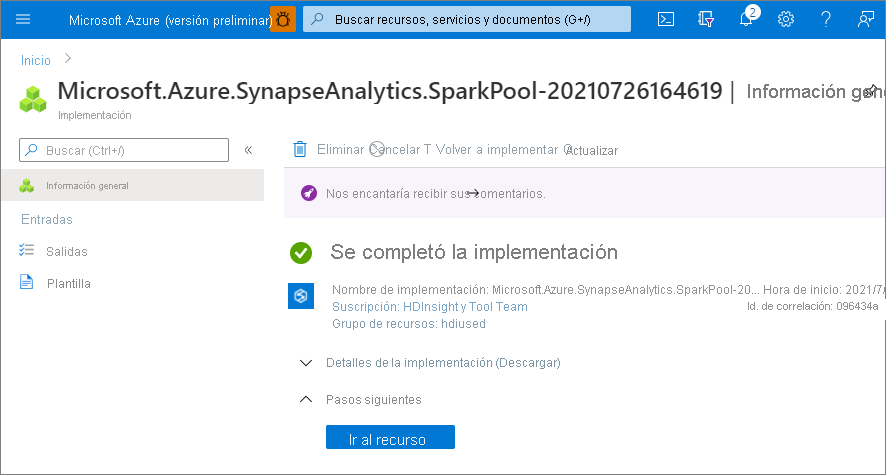 Microsoft Azure (versión preliminar)
Buscar recursos, servicios y documentos (G+/)
2
Inicio
Microsoft.Azure.SynapseAnalytics.SparkPool-20210726164619 | Información gene
Implementación
Buscar (Ctrl+/)
«
Eliminar Cancelar T Volver a implementar Actualizar
Información general
Nos encantaría recibir sus comentarios.
Entradas
Salidas
Plantilla
Se completó la implementación
Nombre de implementación: Microsoft.Azure.SynapseAnalytics.SparkPool-20... Hora de inicio: 2021/7/
Suscripción: HDInsight y Tool Team
Id. de correlación: 096434a
Grupo de recursos: hdiused
Detalles de la implementación (Descargar)
Pasos siguientes
Ir al recurso